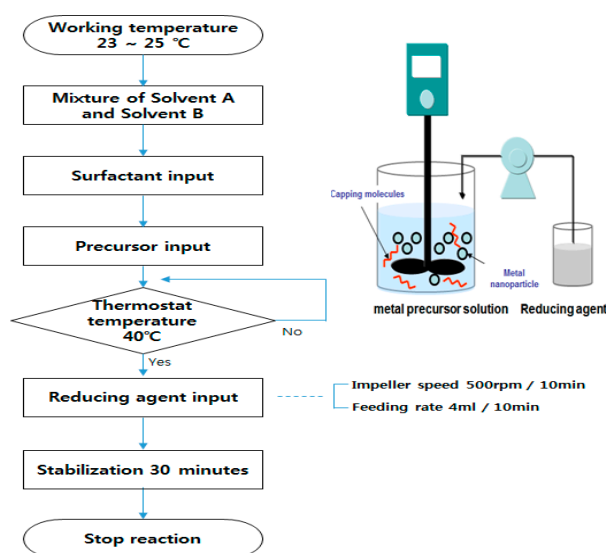 Working temperature
23 ~ 25 ℃
Mixture of Solvent A
and Solvent B
Surfactant input
Precursor input
Thermostat
temperature
40℃
No
Yes
Reducing agent input
Impeller speed 500rpm / 10min
Feeding rate 4ml / 10min
Stabilization 30 minutes
Stop reaction
Capping molecules
Metal
nanoparticle
metal precursor solution
Reducing agent